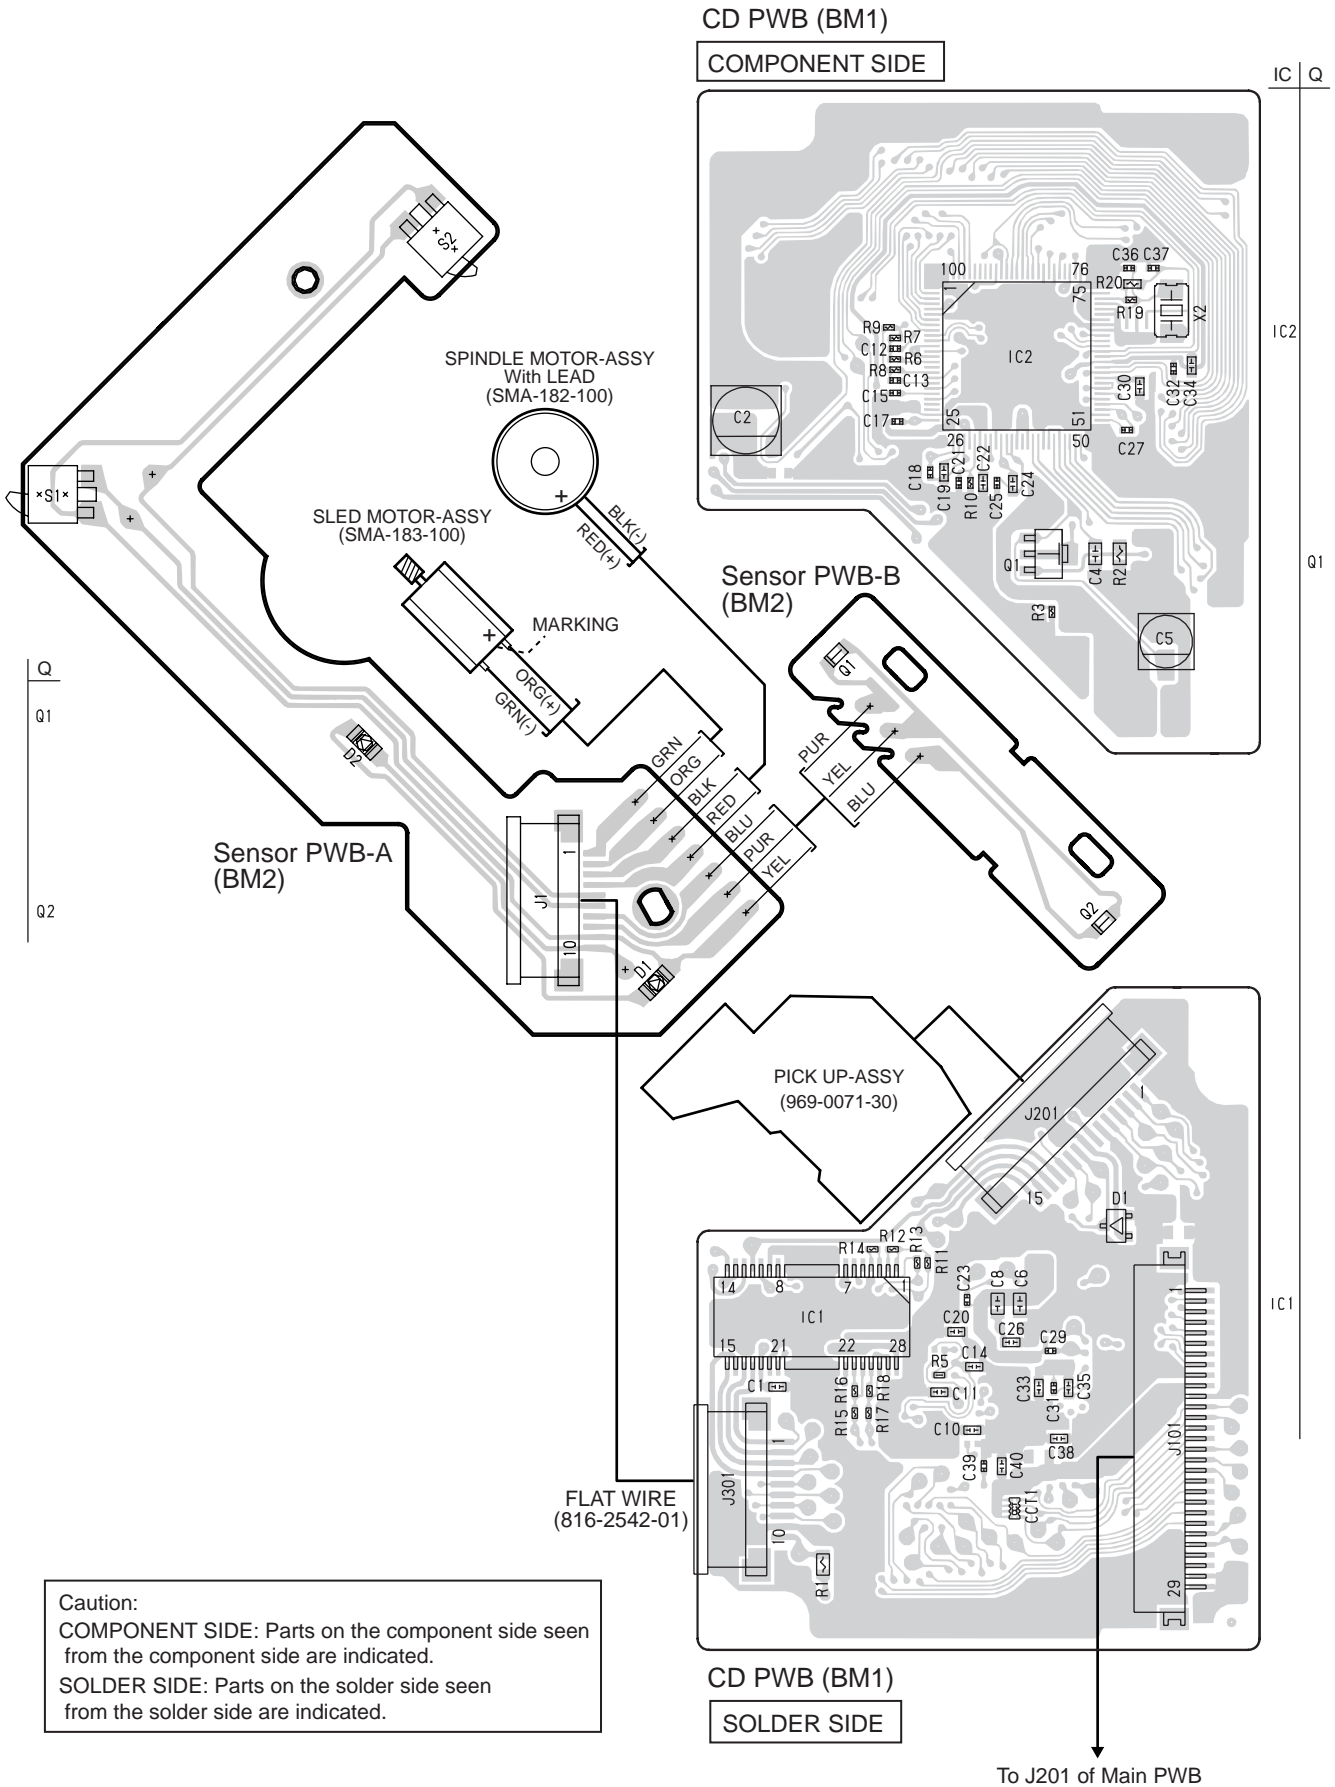 CD PWB (BM1)
COMPONENT SIDE
IC Q
S2
100
76
C36 C37
R20
1
75
R19
X2
IC2
R9
R7
C12
R6
R8
C13
C15
C17
IC2
C30
C32
C34
SPINDLE MOTOR-ASSY
With LEAD
(SMA-182-100)
C2
25
51
26
50
C27
S1
C18
C19
C21
R10
C22
C25
C24
BLK(-)
RED(+)
SLED MOTOR-ASSY
(SMA-183-100)
Q1
C4
R2
Q1
Sensor PWB-B
(BM2)
MARKING
R3
C5
ORG(+)
GRN(-)
Q
Q1
Q2
Q1
D2
GRN
ORG
BLK
RED
BLU
PUR
YEL
PUR
YEL
BLU
Sensor PWB-A
(BM2)
1
J1
10
D1
Q2
PICK UP-ASSY
(969-0071-30)
J201
1
15
D1
R14 R12
R13
R11
14
8
7
1
IC1
15
21
22
28
C23
C8
C6
C20
C26
C29
C14
R5
C11
C33
C31
C35
C1
R16
R18
R15
R17
C10
C38
C39
C40
CCT1
1
J101
29
IC1
1
J301
10
R1
FLAT WIRE
(816-2542-01)
Caution:
COMPONENT SIDE: Parts on the component side seen
from the component side are indicated.
SOLDER SIDE: Parts on the solder side seen
from the solder side are indicated.
CD PWB (BM1)
SOLDER SIDE
To J201 of Main PWB